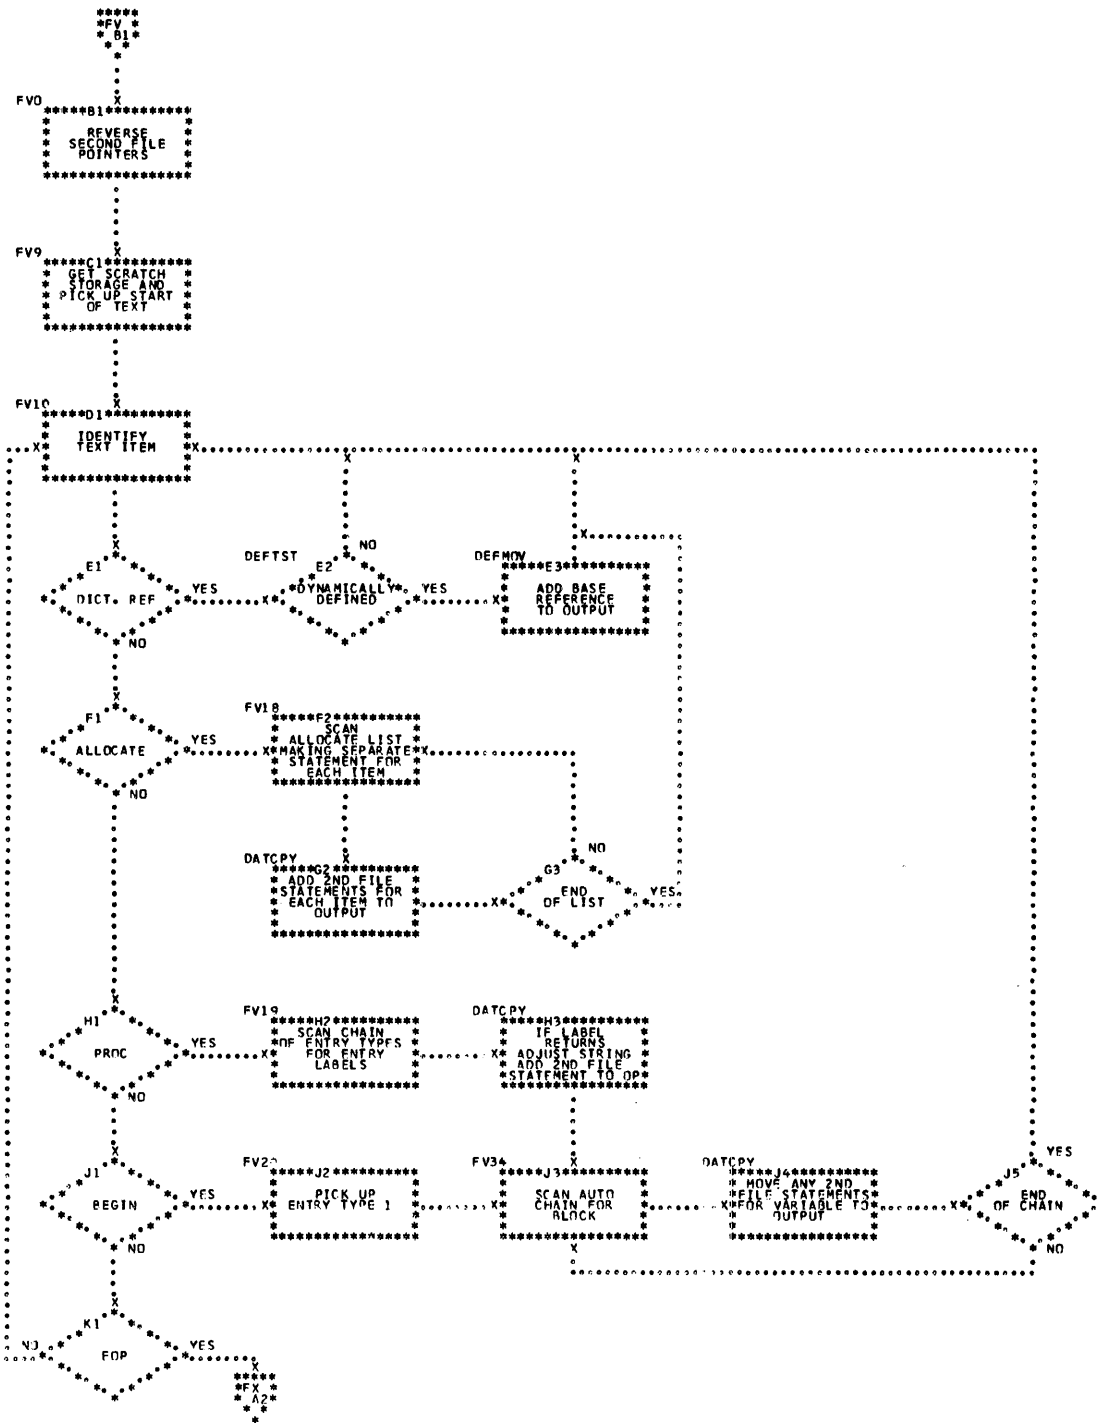 FV
B1
FV0
B1
REVERSE
SECOND FILE
POINTERS
FV9
C1
GET SCRATCH
STORAGE AND
PICK UP START
OF TEXT
FV10
D1
IDENTIFY
TEXT ITEM
E1
DICT. REF
YES
NO
DEFTST
E2
DYNAMICALLY
DEFINED
NO
YES
DEFMOV
E3
ADD BASE
REFERENCE
TO OUTPUT
F1
ALLOCATE
YES
NO
FV18
F2
SCAN
ALLOCATE LIST
MAKING SEPARATE
STATEMENT FOR
EACH ITEM
DATCPY
G2
ADD 2ND FILE
STATEMENTS FOR
EACH ITEM TO
OUTPUT
G3
END
OF LIST
NO
YES
H1
PROC
YES
NO
FV19
H2
SCAN CHAIN
OF ENTRY TYPES
FOR ENTRY
LABELS
DATCPY
H3
IF LABEL
RETURNS
ADJUST STRING
ADD 2ND FILE
STATEMENT TO OP
J1
BEGIN
YES
NO
J2
PICK UP
ENTRY TYPE 1
FV34
J3
SCAN AUTO
CHAIN FOR
BLOCK
DATCPY
J4
MOVE ANY 2ND
FILE STATEMENTS
FOR VARIABLE TO
OUTPUT
J5
END
OF CHAIN
YES
NO
K1
EOP
NO
YES
FX
A2